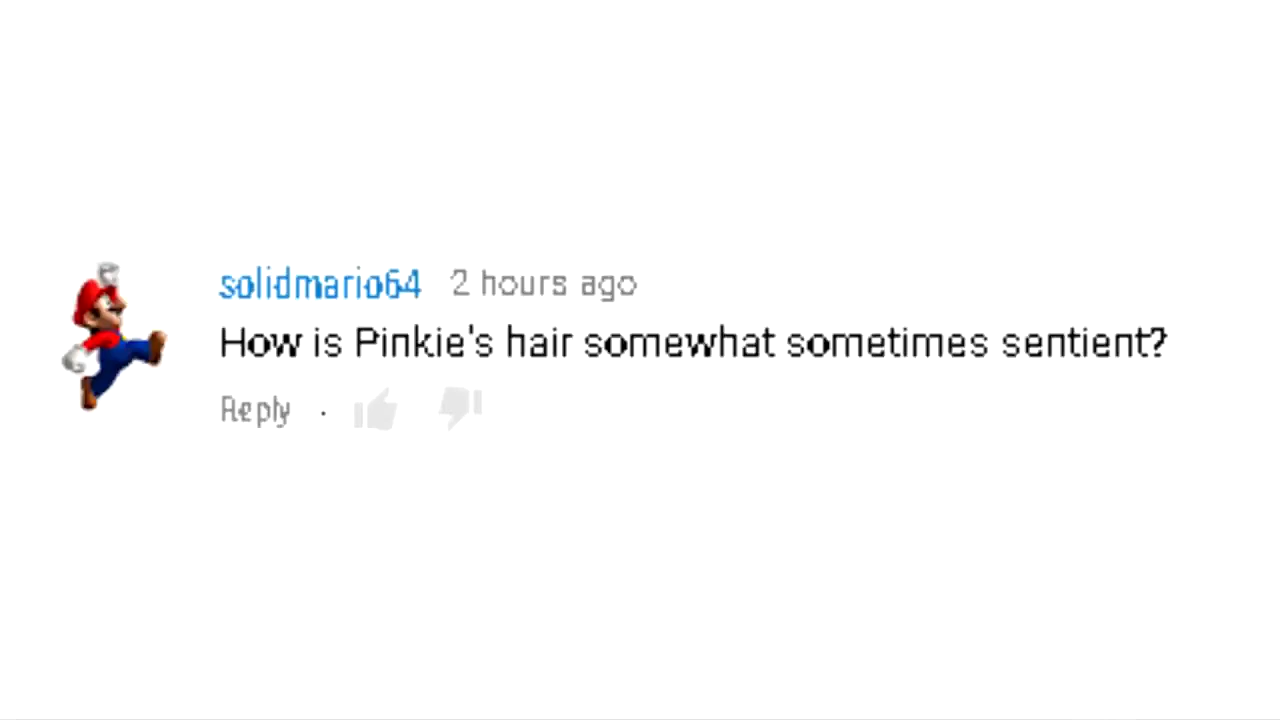 solidmario64 2 hours ago
How is Pinkie's hair somewhat sometimes sentient?
Reply ·